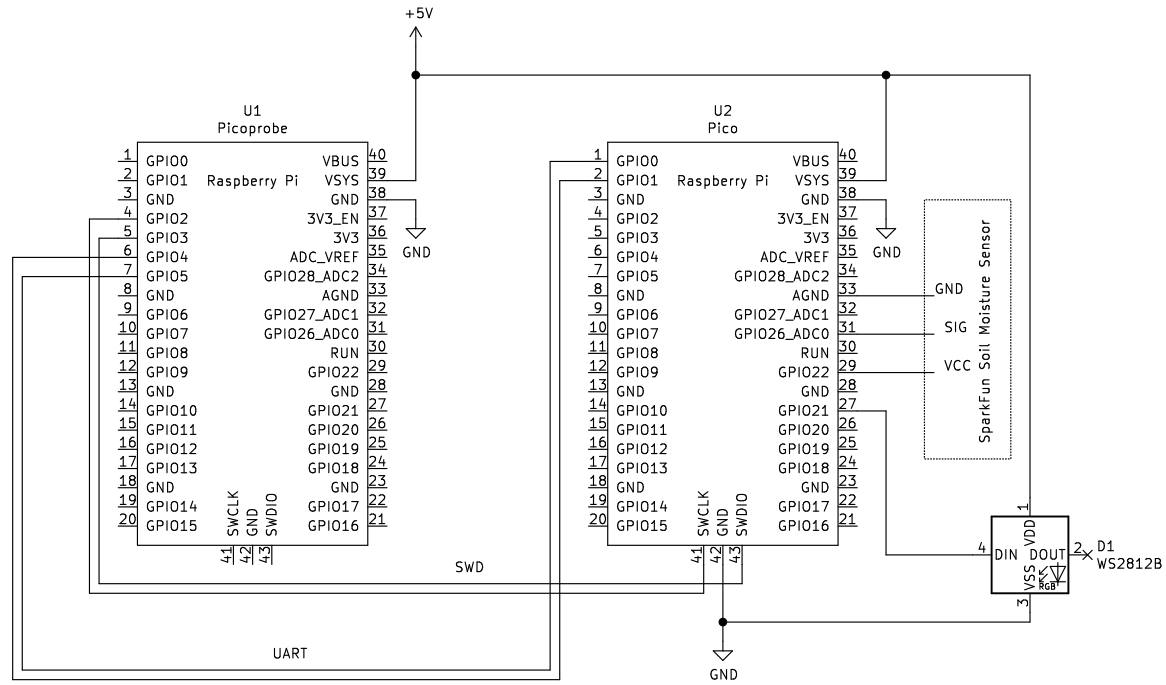 +5V
U1
Picoprobe
Raspberry Pi
1 GPIO0 VBUS 40
2 GPIO1 VSYS 39
3 GND GND 38
4 GPIO2 3V3_EN 37
5 GPIO3 3V3 36
6 GPIO4 ADC_VREF 35
7 GPIO5 GPIO28_ADC2 34
8 GND AGND 33
9 GPIO6 GPIO27_ADC1 32
10 GPIO7 GPIO26_ADC0 31
11 GPIO8 RUN 30
12 GPIO9 GPIO22 29
13 GND GND 28
14 GPIO10 GPIO21 27
15 GPIO11 GPIO20 26
16 GPIO12 GPIO19 25
17 GPIO13 GPIO18 24
18 GND GND 23
19 GPIO14 GPIO17 22
20 GPIO15 GPIO16 21
SWCLK GND SWDIO
41 42 43
GND
U2
Pico
Raspberry Pi
1 GPIO0 VBUS 40
2 GPIO1 VSYS 39
3 GND GND 38
4 GPIO2 3V3_EN 37
5 GPIO3 3V3 36
6 GPIO4 ADC_VREF 35
7 GPIO5 GPIO28_ADC2 34
8 GND AGND 33
9 GPIO6 GPIO27_ADC1 32
10 GPIO7 GPIO26_ADC0 31
11 GPIO8 RUN 30
12 GPIO9 GPIO22 29
13 GND GND 28
14 GPIO10 GPIO21 27
15 GPIO11 GPIO20 26
16 GPIO12 GPIO19 25
17 GPIO13 GPIO18 24
18 GND GND 23
19 GPIO14 GPIO17 22
20 GPIO15 GPIO16 21
SWCLK GND SWDIO
41 42 43
GND
GND
SIG
VCC
SparkFun Soil Moisture Sensor
1
VDD
4 DIN DOUT 2
VSS
RGB
3
D1
WS2812B
SWD
UART
GND